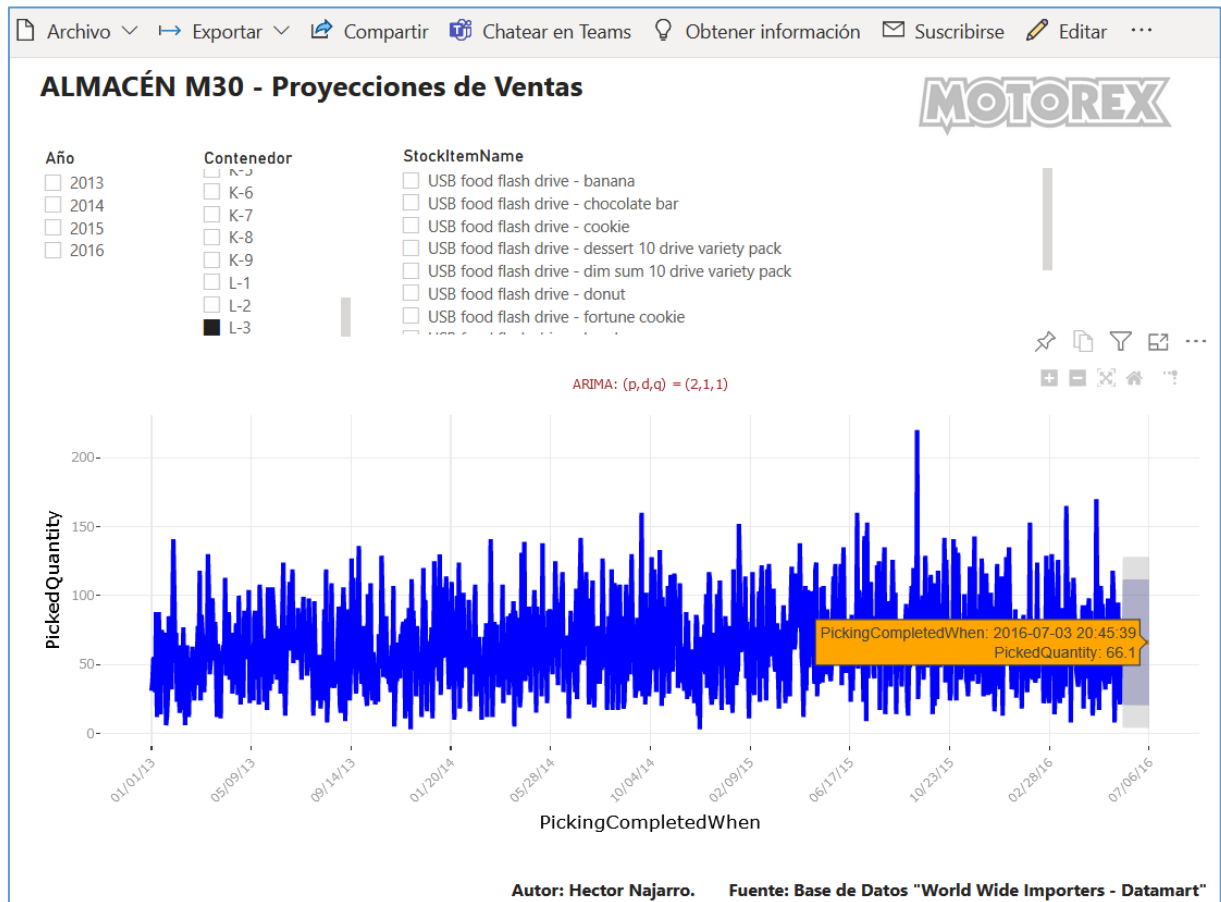 Archivo Exportar Compartir Chatear en Teams Obtener información Suscribirse Editar ...
ALMACÉN M30 - Proyecciones de Ventas
MOTOREX
Año
2013
2014
2015
2016
Contenedor
K-5
K-6
K-7
K-8
K-9
L-1
L-2
L-3
StockItemName
USB food flash drive - banana
USB food flash drive - chocolate bar
USB food flash drive - cookie
USB food flash drive - dessert 10 drive variety pack
USB food flash drive - dim sum 10 drive variety pack
USB food flash drive - donut
USB food flash drive - fortune cookie
ARIMA: (p,d,q) = (2,1,1)
PickedQuantity
200
150
100
50
0
PickingCompletedWhen: 2016-07-03 20:45:39
PickedQuantity: 66.1
01/01/13 05/09/13 09/14/13 01/20/14 05/28/14 10/04/14 02/09/15 06/17/15 10/23/15 02/28/16 07/06/16
PickingCompletedWhen
Autor: Hector Najarro. Fuente: Base de Datos "World Wide Importers - Datamart"